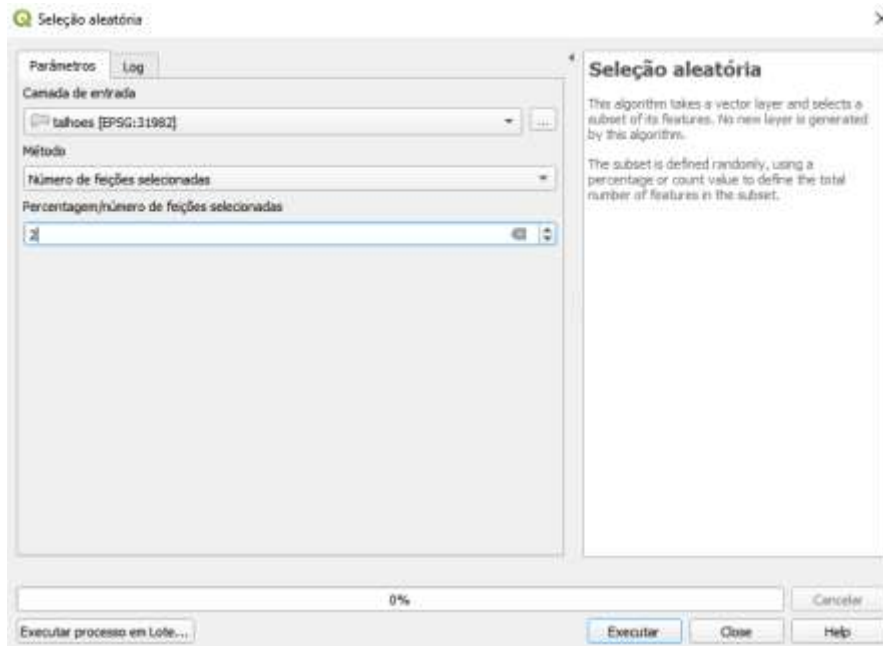 Seleção aleatória
Parâmetros
Log
Camada de entrada
talhoes [EPSG:31982]
...
Método
Número de feições selecionadas
Percentagem/número de feições selecionadas
2
Seleção aleatória
This algorithm takes a vector layer and selects a
subset of its features. No new layer is generated
by this algorithm.
The subset is defined randomly, using a
percentage or count value to define the total
number of features in the subset.
0%
Cancelar
Executar processo em Lote...
Executar
Close
Help